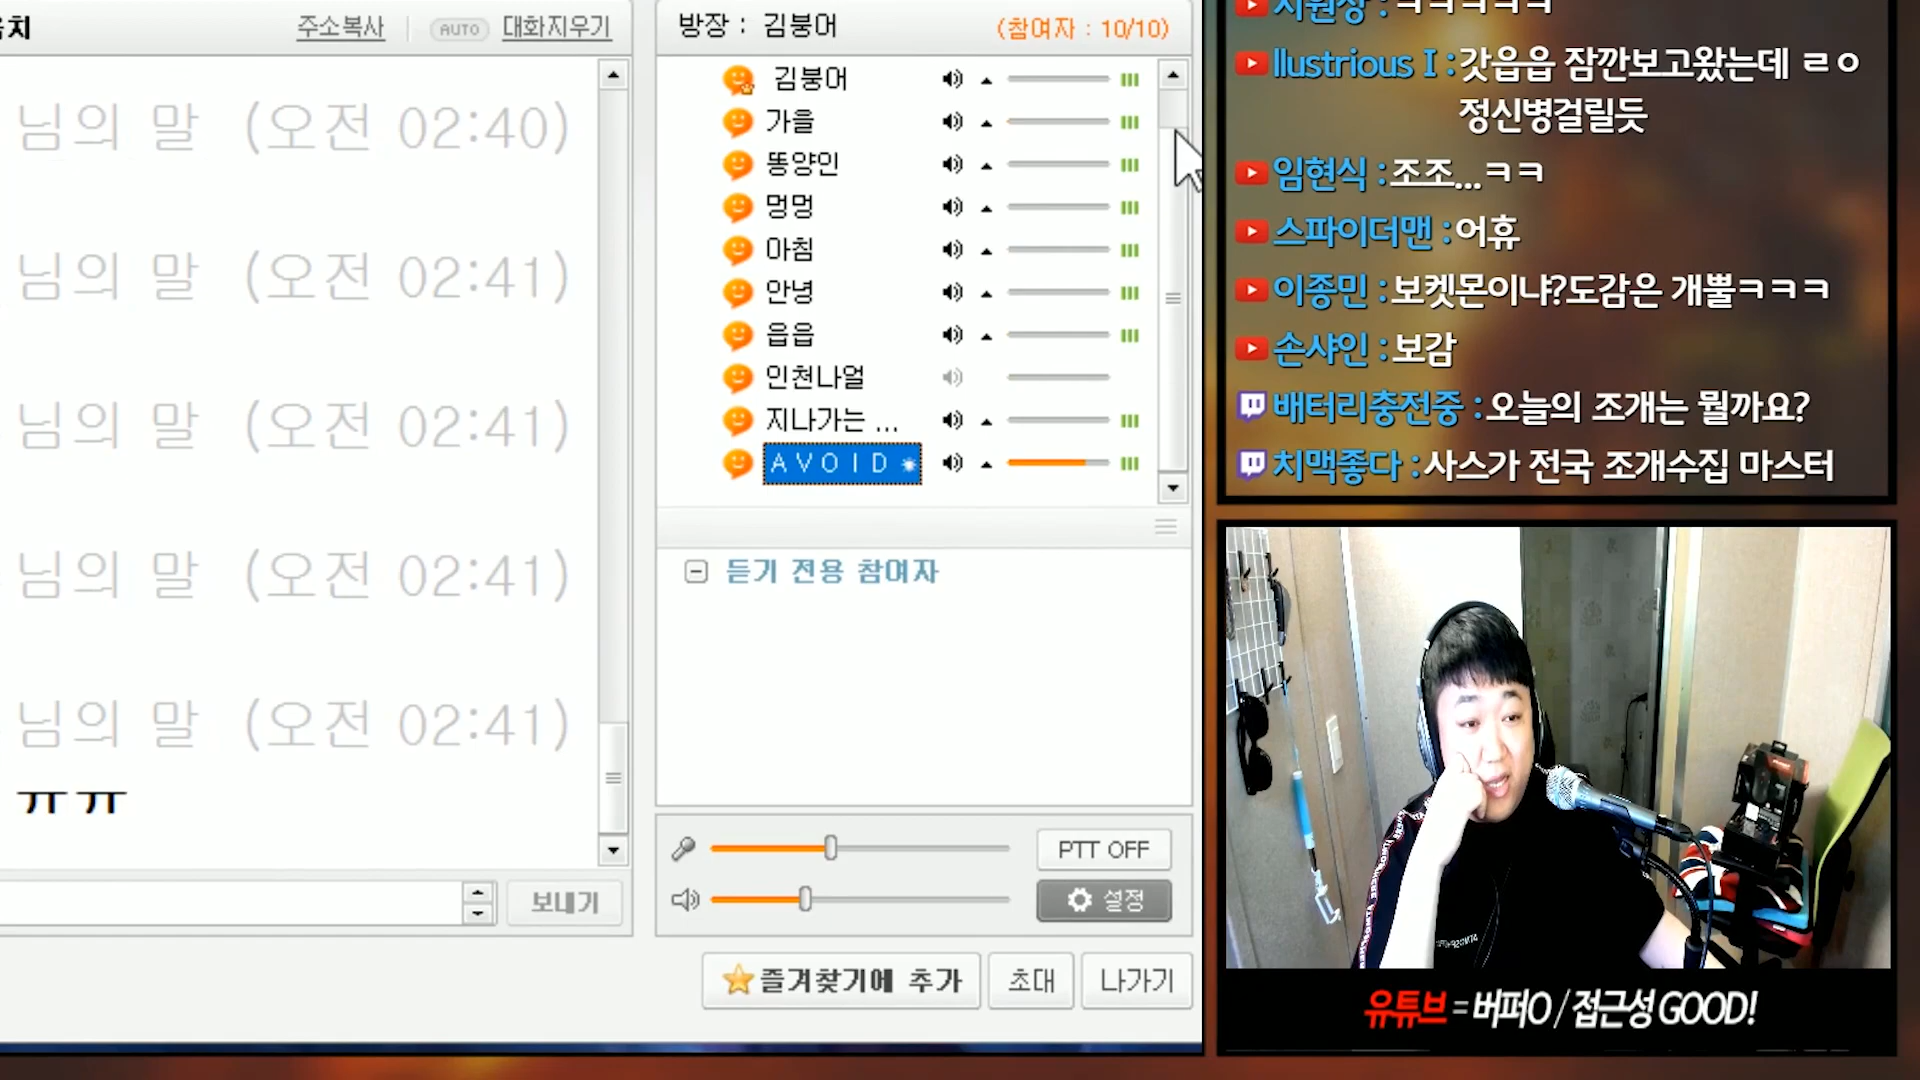 주소복사
AUTO
대화지우기
님의 말 (오전 02:40)
님의 말 (오전 02:41)
님의 말 (오전 02:41)
님의 말 (오전 02:41)
님의 말 (오전 02:41)
ㅠㅠ
보내기
방장 : 김붕어
(참여자 : 10/10)
김붕어
가을
똥양인
멍멍
아침
안녕
읍읍
인천나얼
지나가는 ...
A V O I D
듣기 전용 참여자
PTT OFF
설정
즐겨찾기에 추가
초대
나가기
llustrious I : 갓읍읍 잠깐보고왔는데 ㄹㅇ
정신병걸릴듯
임현식 : 조조...ㅋㅋ
스파이더맨 : 어휴
이종민 : 보켓몬이냐?도감은 개뿔ㅋㅋㅋ
손샤인 : 보감
배터리충전중 : 오늘의 조개는 뭘까요?
치맥좋다 : 사스가 전국 조개수집 마스터
유튜브 = 버퍼O / 접근성 GOOD!